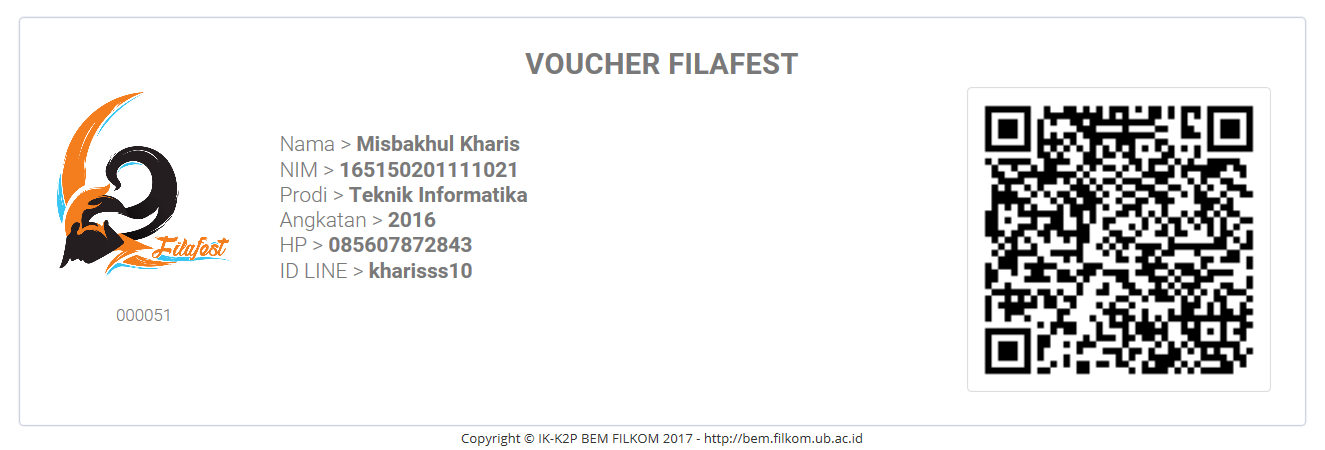 VOUCHER FILAFEST
Filafest
000051
Nama > Misbakhul Kharis
NIM > 165150201111021
Prodi > Teknik Informatika
Angkatan > 2016
HP > 085607872843
ID LINE > kharisss10
Copyright © IK-K2P BEM FILKOM 2017 - http://bem.filkom.ub.ac.id